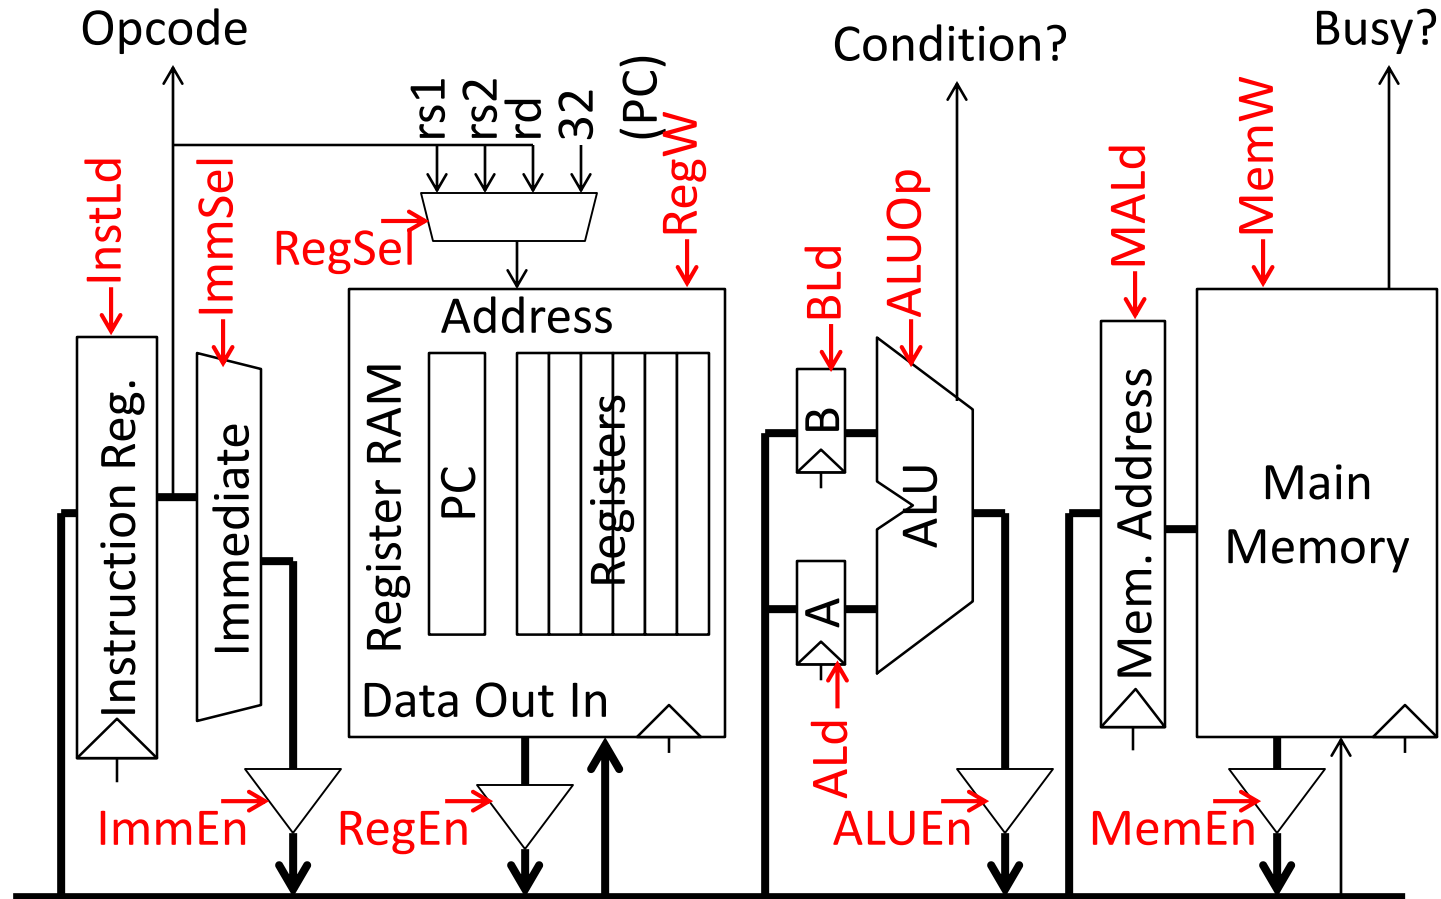 Opcode
Condition?
Busy?
rs1
rs2
rd
32
(PC)
InstLd
ImmSel
RegSel
RegW
BLd
ALUOp
MALd
MemW
Address
Instruction Reg.
Immediate
Register RAM
PC
Registers
B
A
ALU
Mem. Address
Main
Memory
Data Out In
ALd
ImmEn
RegEn
ALUEn
MemEn